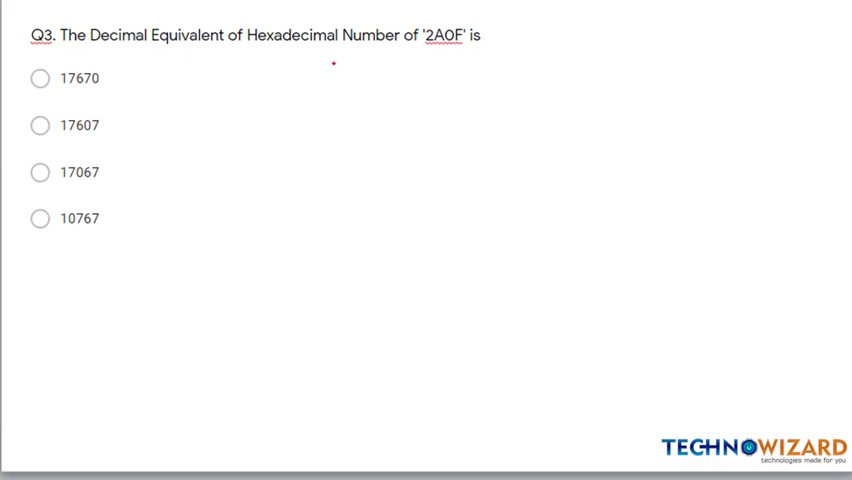 Q3. The Decimal Equivalent of Hexadecimal Number of '2A0F' is
17670
17607
17067
10767
TECHNOWIZARD
technologies made for you